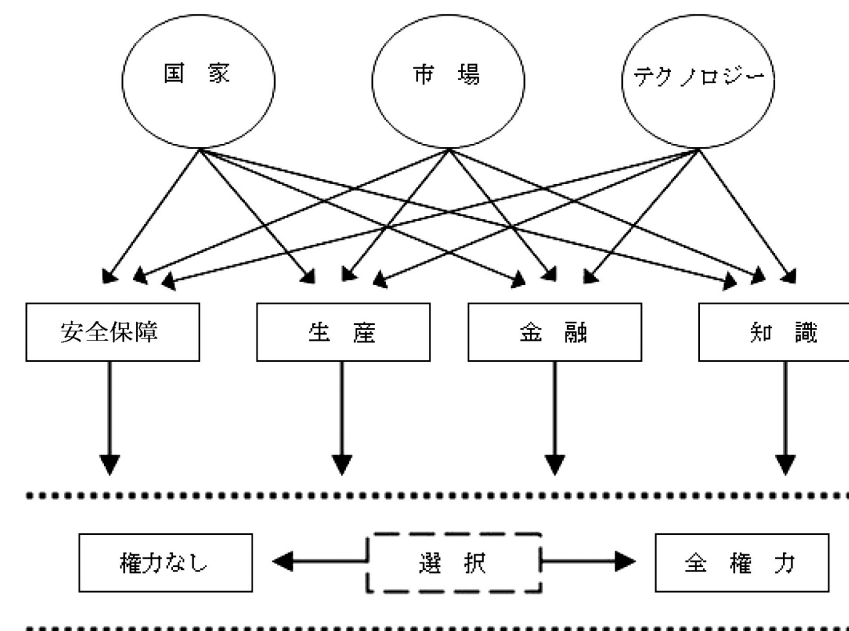 国 家
市 場
テクノロジー
安全保障
生 産
金 融
知 識
権力なし
選 択
全 権 力